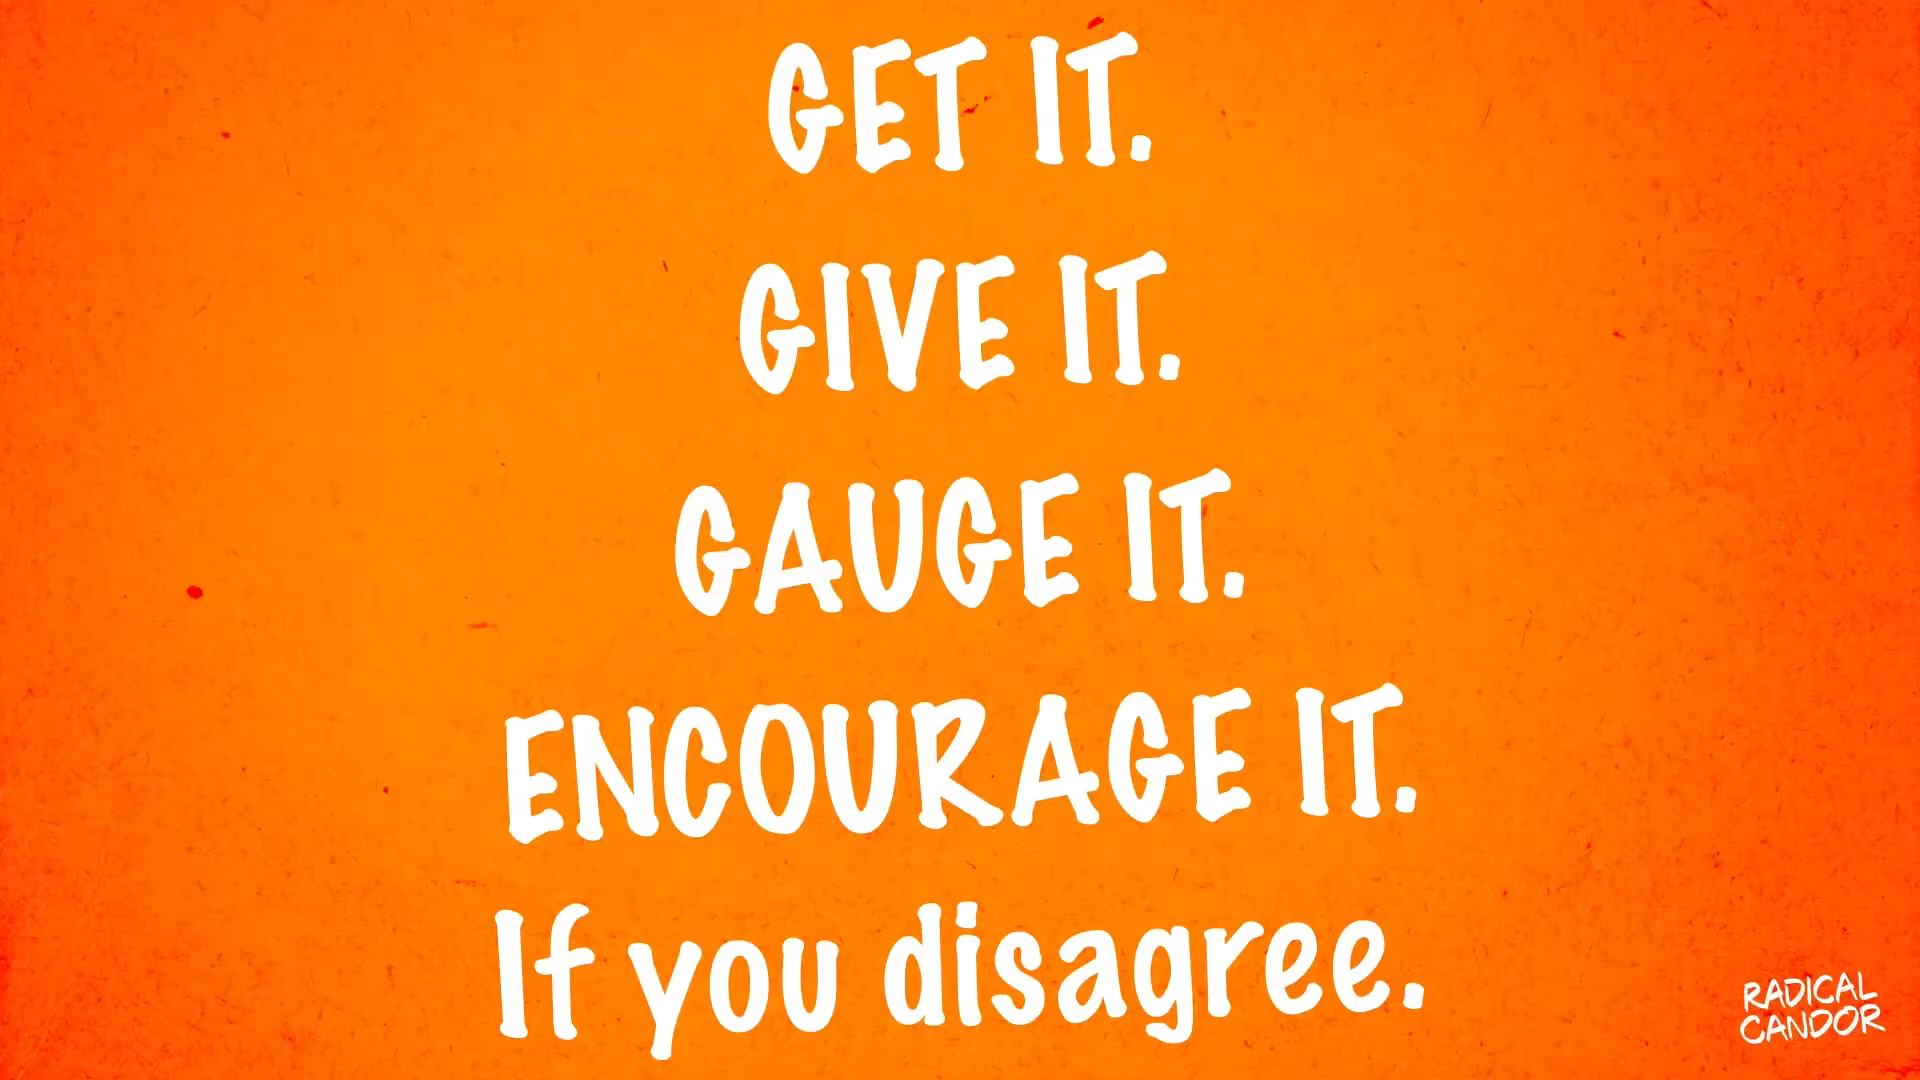 GET IT.
GIVE IT.
GAUGE IT.
ENCOURAGE IT.
If you disagree.
RADICAL
CANDOR